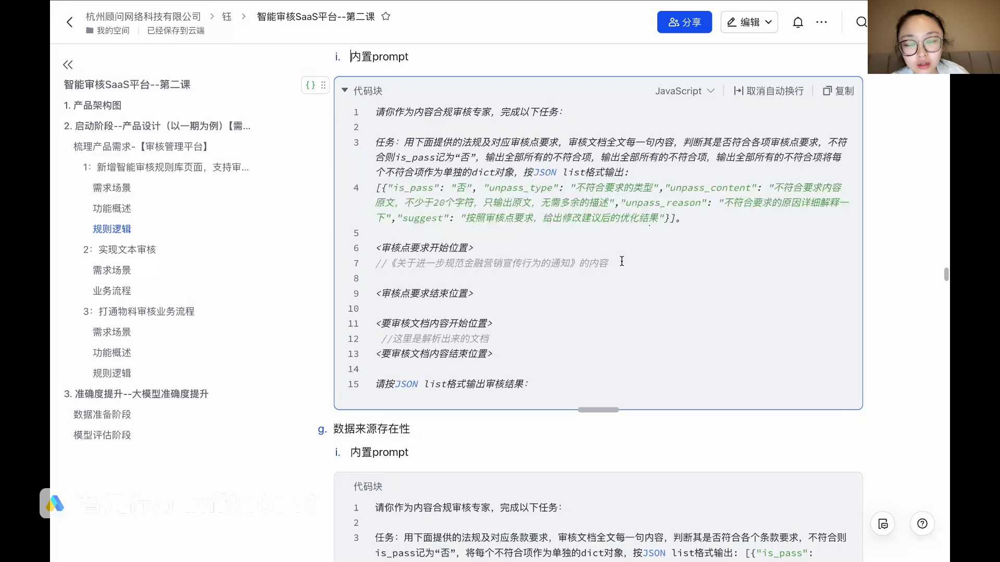 杭州顾问网络科技有限公司 > 钰 > 智能审核SaaS平台--第二课
我的空间 已经保存到云端
分享
编辑
智能审核SaaS平台--第二课
1. 产品架构图
2. 启动阶段--产品设计（以一期为例）【需...
梳理产品需求-【审核管理平台】
1：新增智能审核规则库页面，支持审...
需求场景
功能概述
规则逻辑
2：实现文本审核
需求场景
业务流程
3：打通物料审核业务流程
需求场景
功能概述
规则逻辑
3. 准确度提升--大模型准确度提升
数据准备阶段
模型评估阶段
i. 内置prompt
代码块
JavaScript
取消自动换行
复制
1 请你作为内容合规审核专家，完成以下任务：
2
3 任务：用下面提供的法规及对应审核点要求，审核文档全文每一句内容，判断其是否符合各项审核点要求，不符
合则is_pass记为“否”，输出全部所有的不符合项，输出全部所有的不符合项，输出全部所有的不符合项将每
个不符合项作为单独的dict对象，按JSON list格式输出：
4 [{"is_pass": "否", "unpass_type": "不符合要求的类型","unpass_content": "不符合要求内容
原文，不少于20个字符，只输出原文，无需多余的描述","unpass_reason": "不符合要求的原因详细解释一
下","suggest": "按照审核点要求，给出修改建议后的优化结果"}]。
5
6 <审核点要求开始位置>
7 //《关于进一步规范金融营销宣传行为的通知》的内容
8
9 <审核点要求结束位置>
10
11 <要审核文档内容开始位置>
12 //这里是解析出来的文档
13 <要审核文档内容结束位置>
14
15 请按JSON list格式输出审核结果：
g. 数据来源存在性
i. 内置prompt
代码块
1 请你作为内容合规审核专家，完成以下任务：
2
3 任务：用下面提供的法规及对应条款要求，审核文档全文每一句内容，判断其是否符合各个条款要求，不符合则
is_pass记为“否”，将每个不符合项作为单独的dict对象，按JSON list格式输出：[{"is_pass":